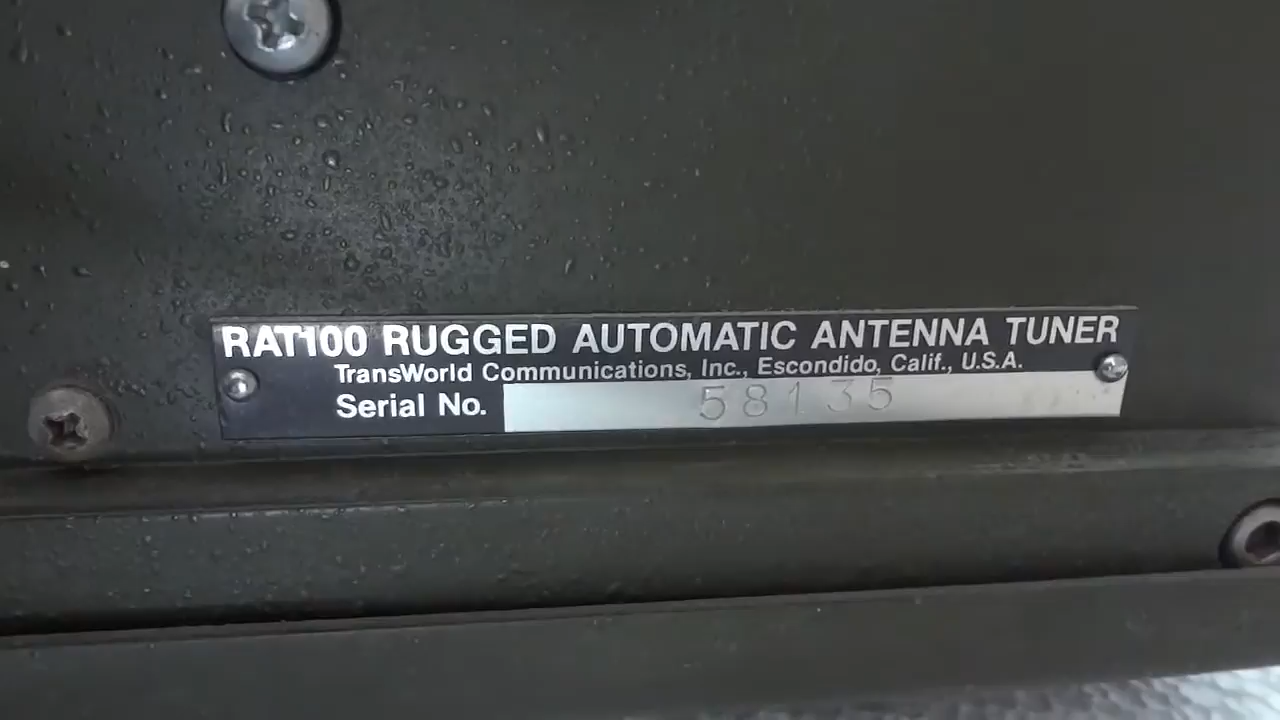 RAT100 RUGGED AUTOMATIC ANTENNA TUNER
TransWorld Communications, Inc., Escondido, Calif., U.S.A.
Serial No. 58135